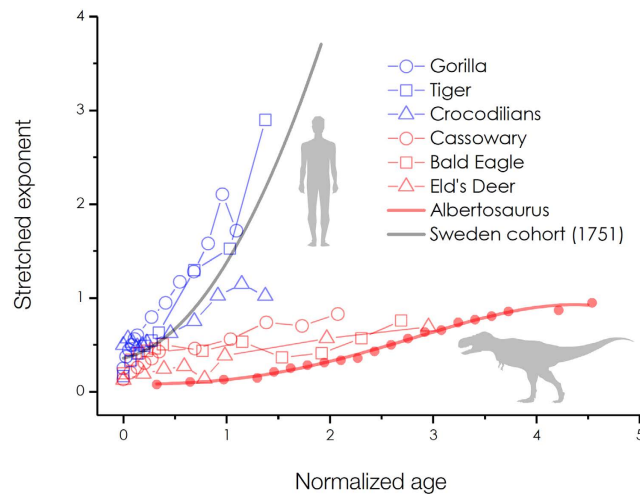 4
3
2
1
0
Stretched exponent
Gorilla
Tiger
Crocodilians
Cassowary
Bald Eagle
Eld's Deer
Albertosaurus
Sweden cohort (1751)
0 1 2 3 4 5
Normalized age